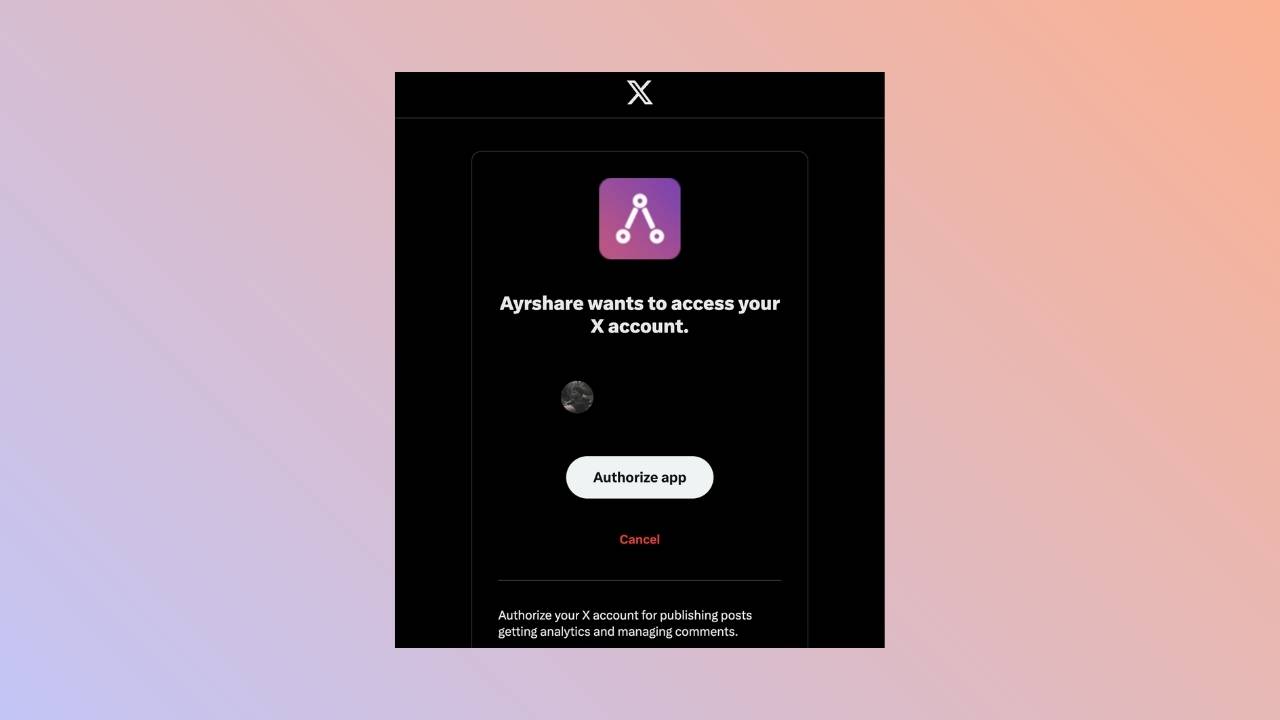 Ayrshare wants to access your
X account.
Authorize app
Cancel
Authorize your X account for publishing posts
getting analytics and managing comments.